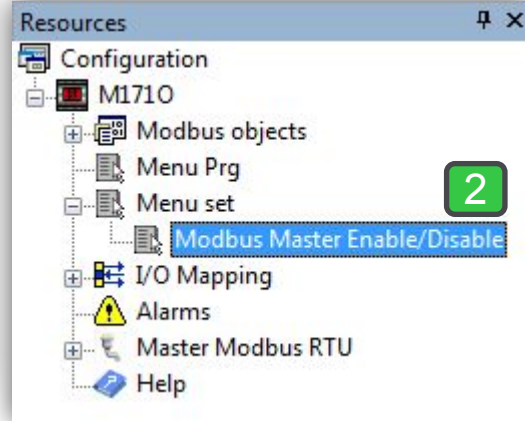 Resources
Configuration
M171O
Modbus objects
Menu Prg
Menu set
2
Modbus Master Enable/Disable
I/O Mapping
Alarms
Master Modbus RTU
Help